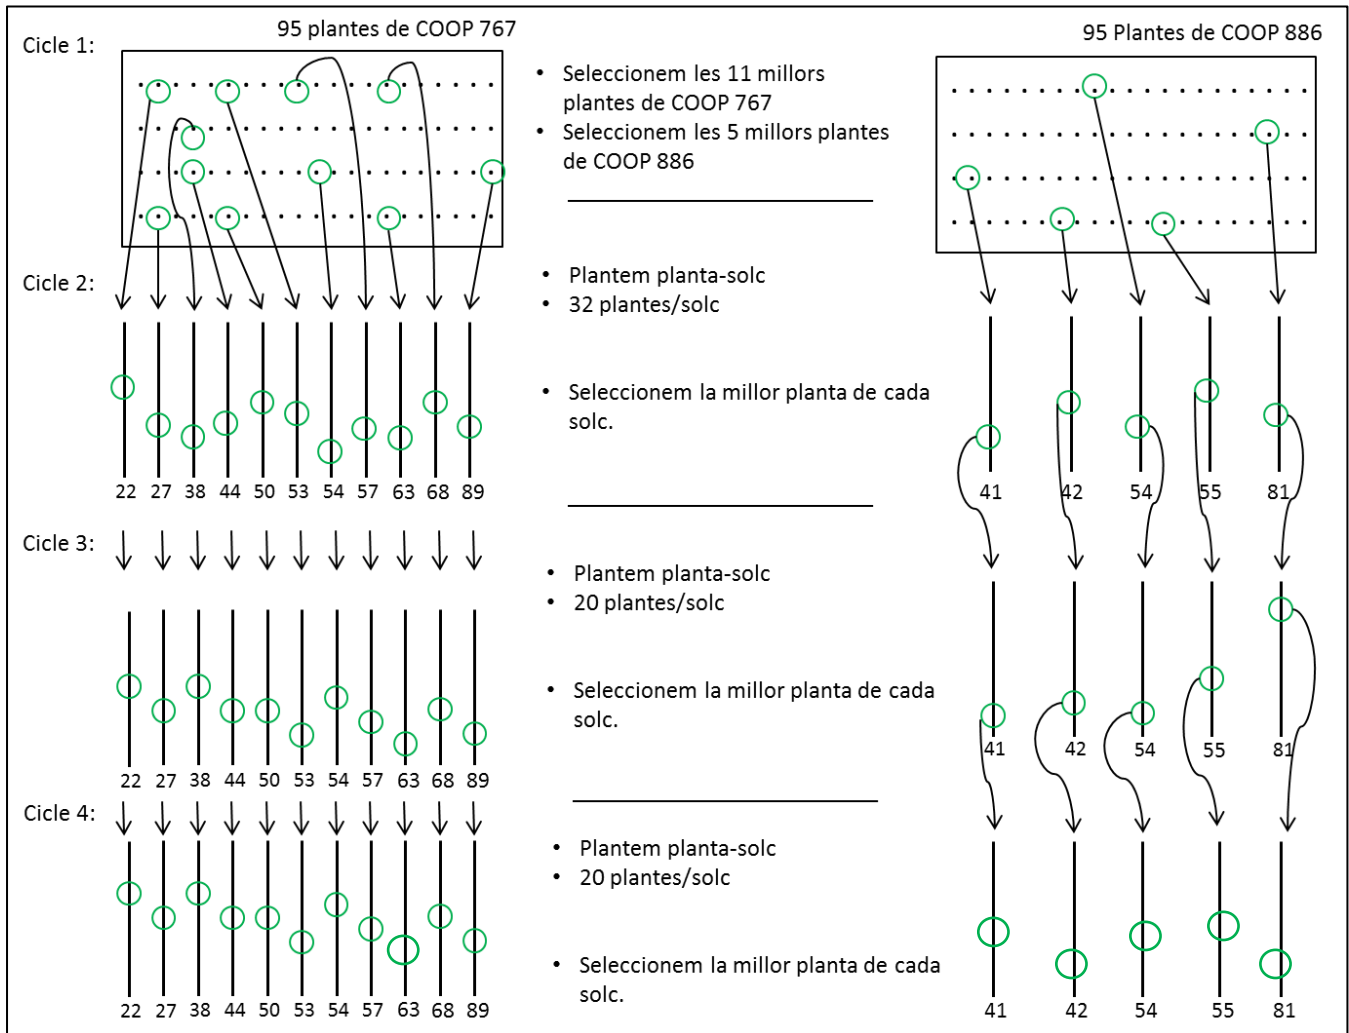 95 plantes de COOP 767
95 Plantes de COOP 886
Cicle 1:
• Seleccionem les 11 millors
plantes de COOP 767
• Seleccionem les 5 millors plantes
de COOP 886
Cicle 2:
• Plantem planta-solc
• 32 plantes/solc
• Seleccionem la millor planta de cada
solc.
22 27 38 44 50 53 54 57 63 68 89
41 42 54 55 81
Cicle 3:
• Plantem planta-solc
• 20 plantes/solc
• Seleccionem la millor planta de cada
solc.
22 27 38 44 50 53 54 57 63 68 89
41 42 54 55 81
Cicle 4:
• Plantem planta-solc
• 20 plantes/solc
• Seleccionem la millor planta de cada
solc.
22 27 38 44 50 53 54 57 63 68 89
41 42 54 55 81